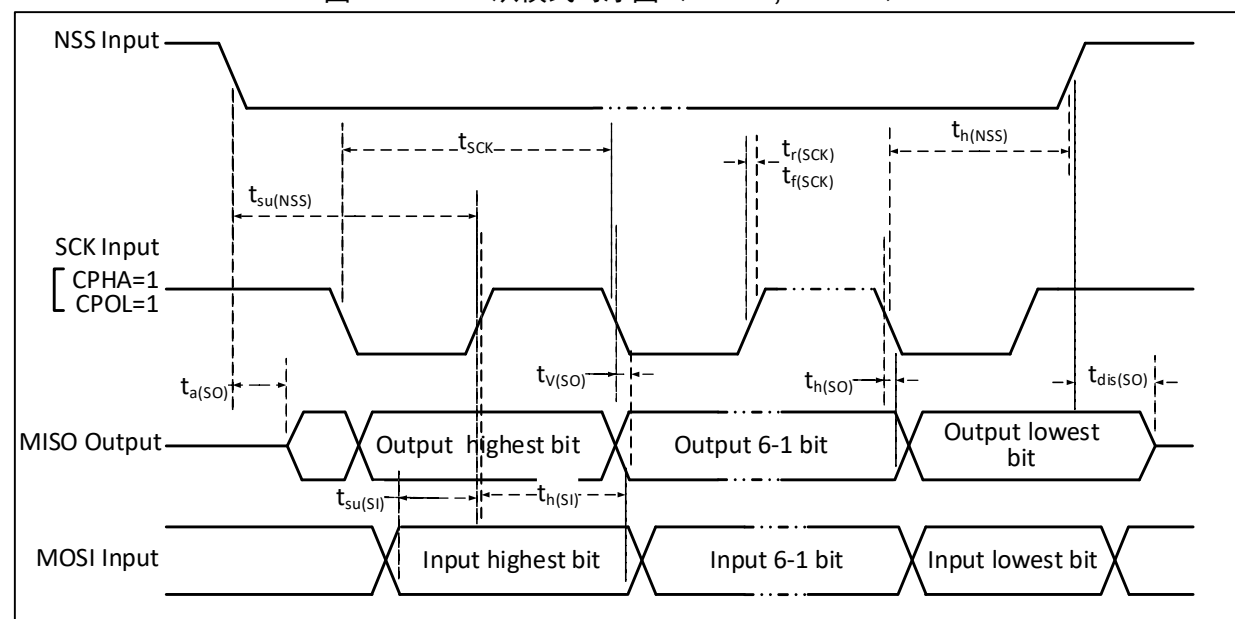 NSS Input
tSCK
th(NSS)
tr(SCK)
tf(SCK)
tsu(NSS)
SCK Input
CPHA=1
CPOL=1
ta(SO)
tV(SO)
th(SO)
tdis(SO)
MISO Output
Output highest bit
Output 6-1 bit
Output lowest
bit
tsu(SI)
th(SI)
MOSI Input
Input highest bit
Input 6-1 bit
Input lowest bit